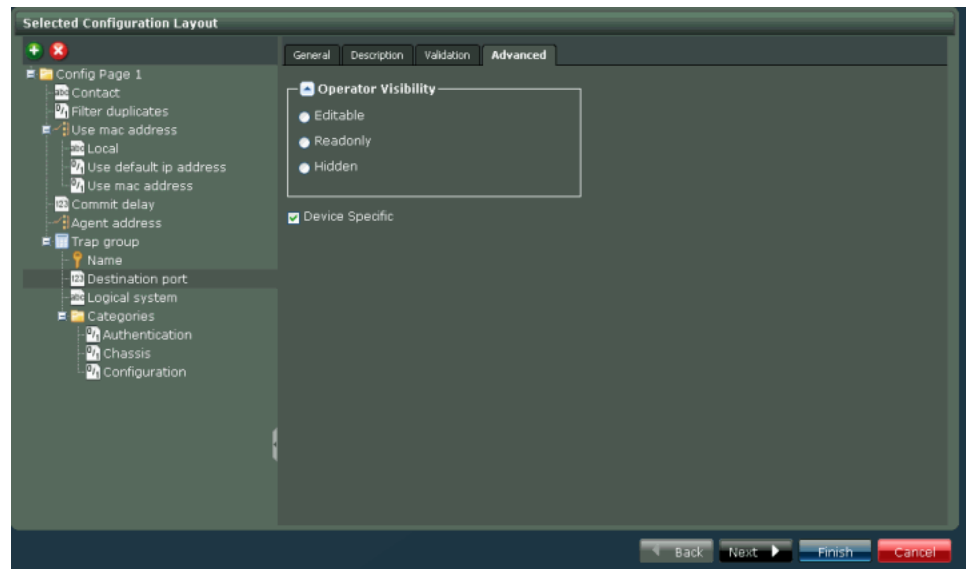 Selected Configuration Layout
General Description Validation Advanced
Config Page 1
Contact
Filter duplicates
Use mac address
Local
Use default ip address
Use mac address
Commit delay
Agent address
Trap group
Name
Destination port
Logical system
Categories
Authentication
Chassis
Configuration
Operator Visibility
Editable
Readonly
Hidden
Device Specific
Back Next Finish Cancel